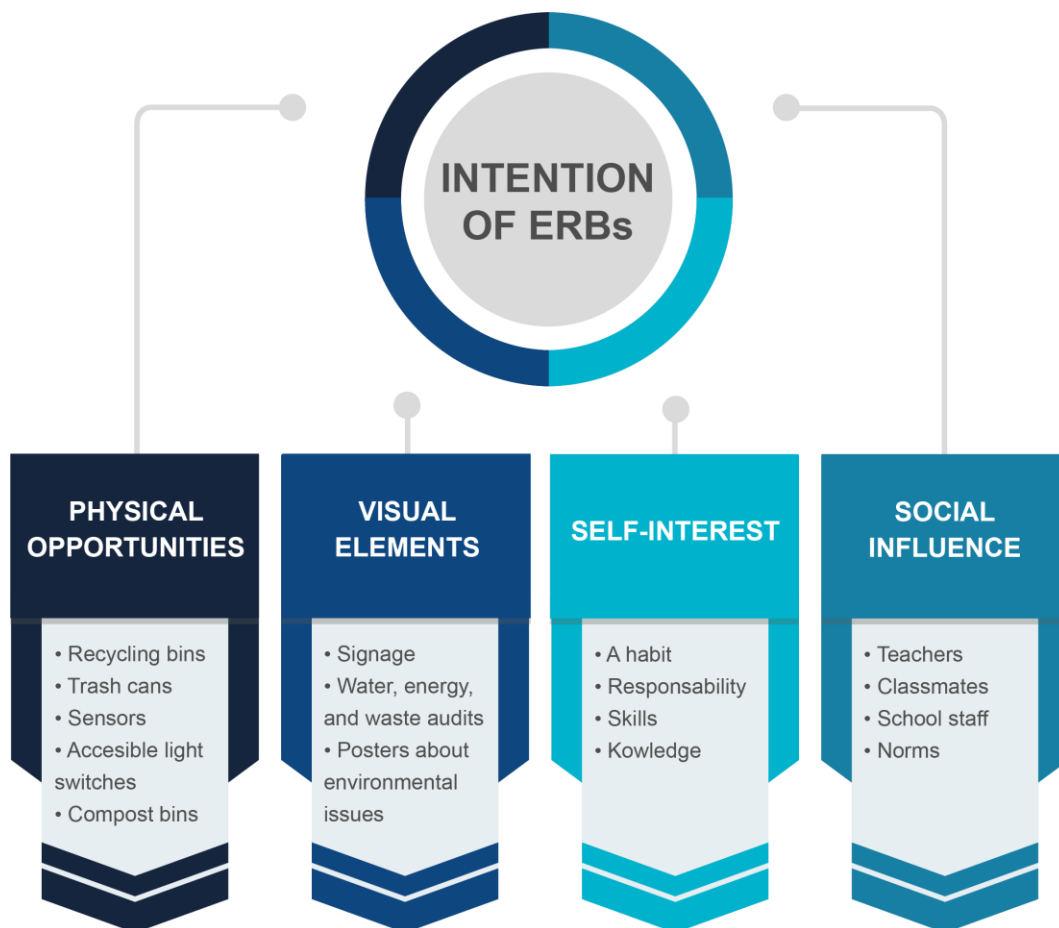 INTENTION
OF ERBs
PHYSICAL
OPPORTUNITIES
• Recycling bins
• Trash cans
• Sensors
• Accesible light
switches
• Compost bins
VISUAL
ELEMENTS
• Signage
• Water, energy,
and waste audits
• Posters about
environmental
issues
SELF-INTEREST
• A habit
• Responsability
• Skills
• Kowledge
SOCIAL
INFLUENCE
• Teachers
• Classmates
• School staff
• Norms